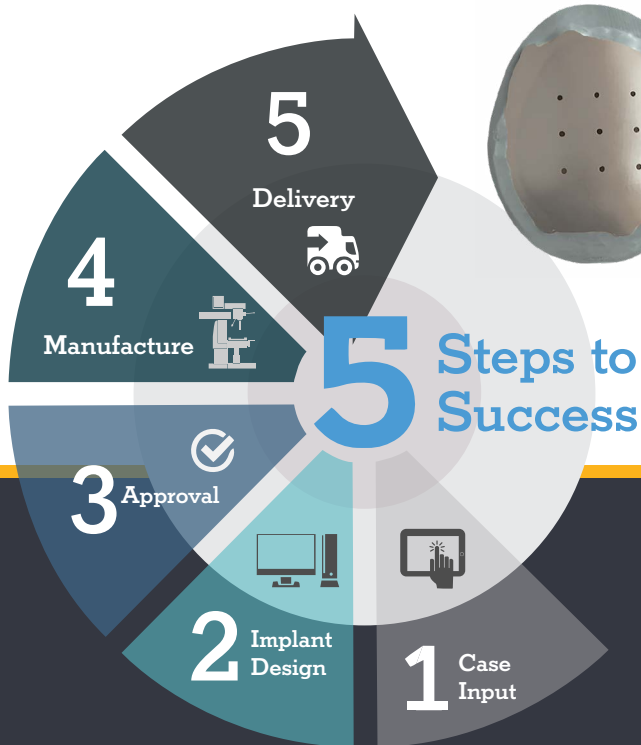 5
Steps to
Success
1
Case
Input
2
Implant
Design
3
Approval
4
Manufacture
5
Delivery